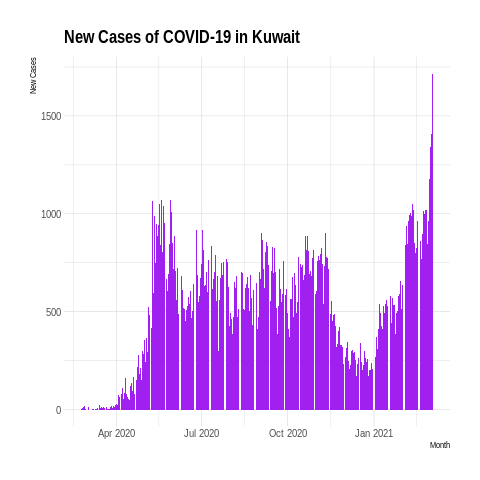 New Cases of COVID-19 in Kuwait
New Cases
1500
1000
500
0
Apr 2020
Jul 2020
Oct 2020
Jan 2021
Month